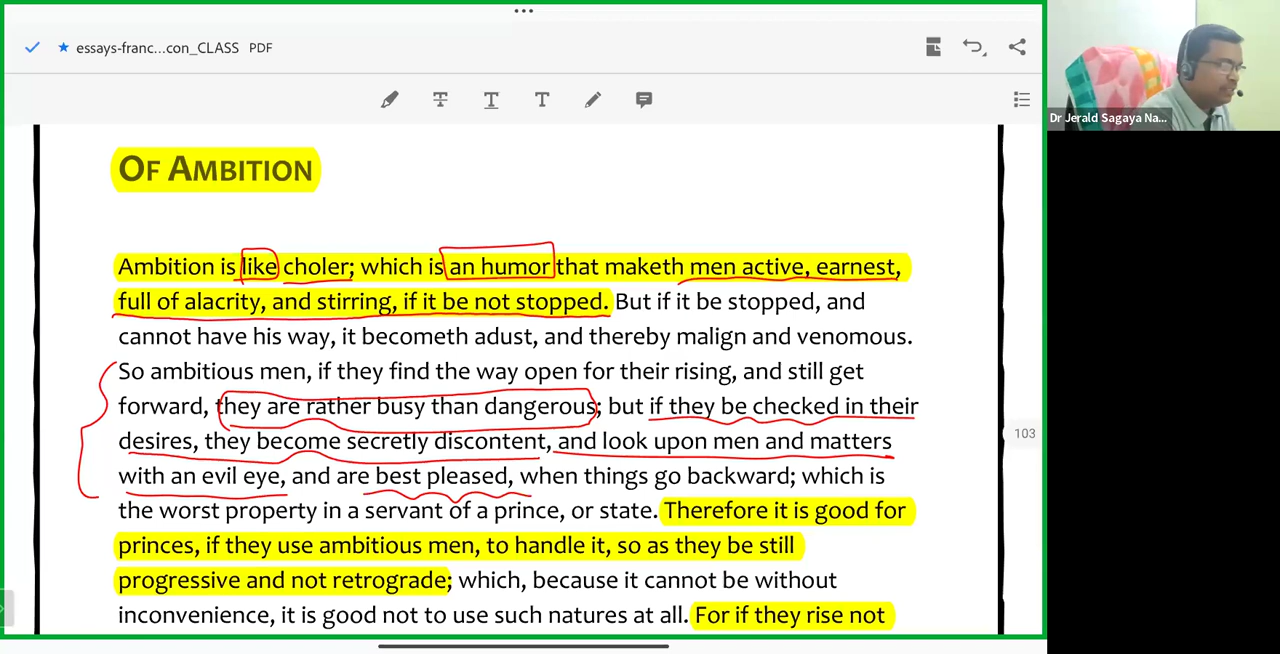 essays-franc...con_CLASS PDF
Dr Jerald Sagaya Na...
OF AMBITION
Ambition is like choler; which is an humor that maketh men active, earnest,
full of alacrity, and stirring, if it be not stopped. But if it be stopped, and
cannot have his way, it becometh adust, and thereby malign and venomous.
So ambitious men, if they find the way open for their rising, and still get
forward, they are rather busy than dangerous; but if they be checked in their
desires, they become secretly discontent, and look upon men and matters
with an evil eye, and are best pleased, when things go backward; which is
the worst property in a servant of a prince, or state. Therefore it is good for
princes, if they use ambitious men, to handle it, so as they be still
progressive and not retrograde; which, because it cannot be without
inconvenience, it is good not to use such natures at all. For if they rise not
103